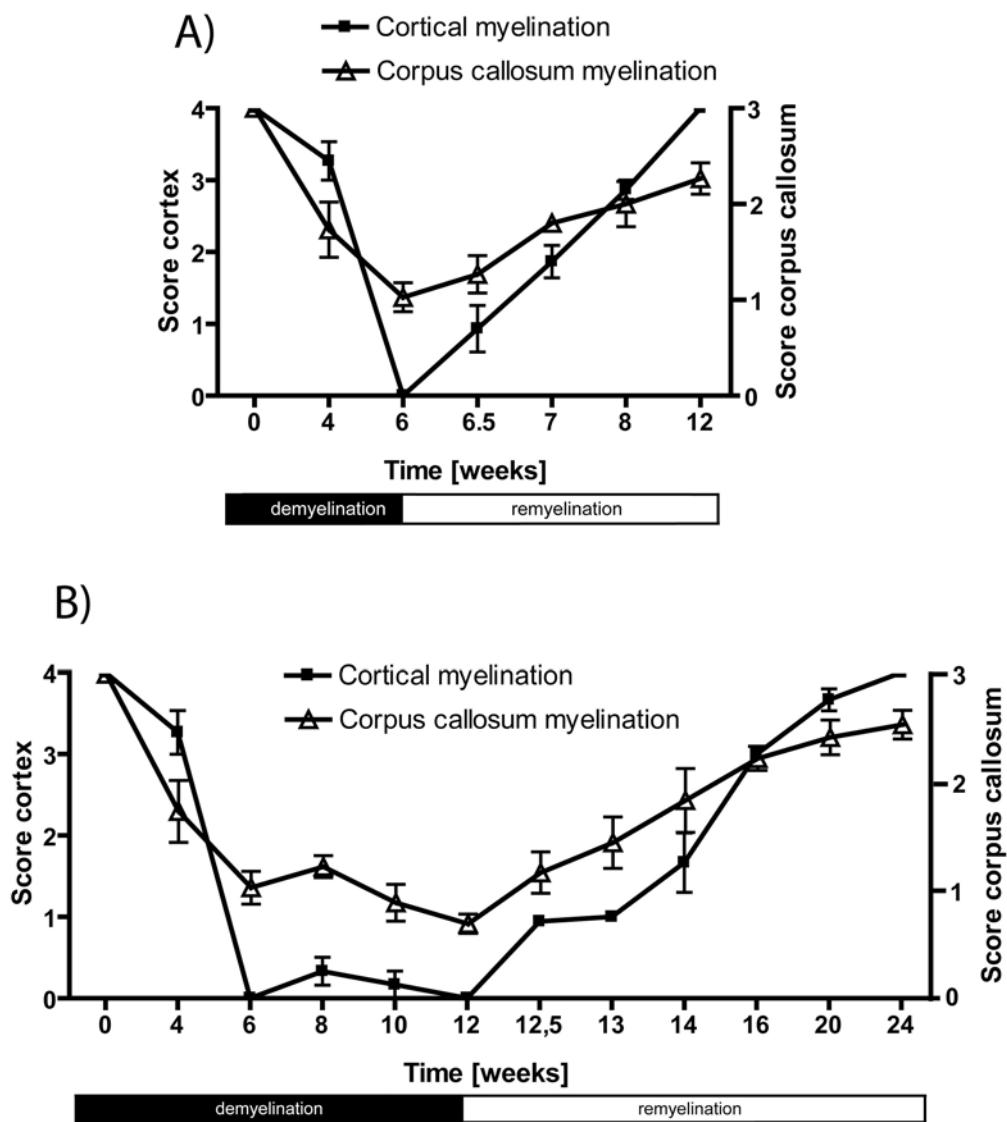 A)
Cortical myelination
Corpus callosum myelination
4
3
2
1
0
Score cortex
3
2
1
0
Score corpus callosum
0 4 6 6.5 7 8 12
Time [weeks]
demyelination remyelination
B)
Cortical myelination
Corpus callosum myelination
4
3
2
1
0
Score cortex
3
2
1
0
Score corpus callosum
0 4 6 8 10 12 12,5 13 14 16 20 24
Time [weeks]
demyelination remyelination